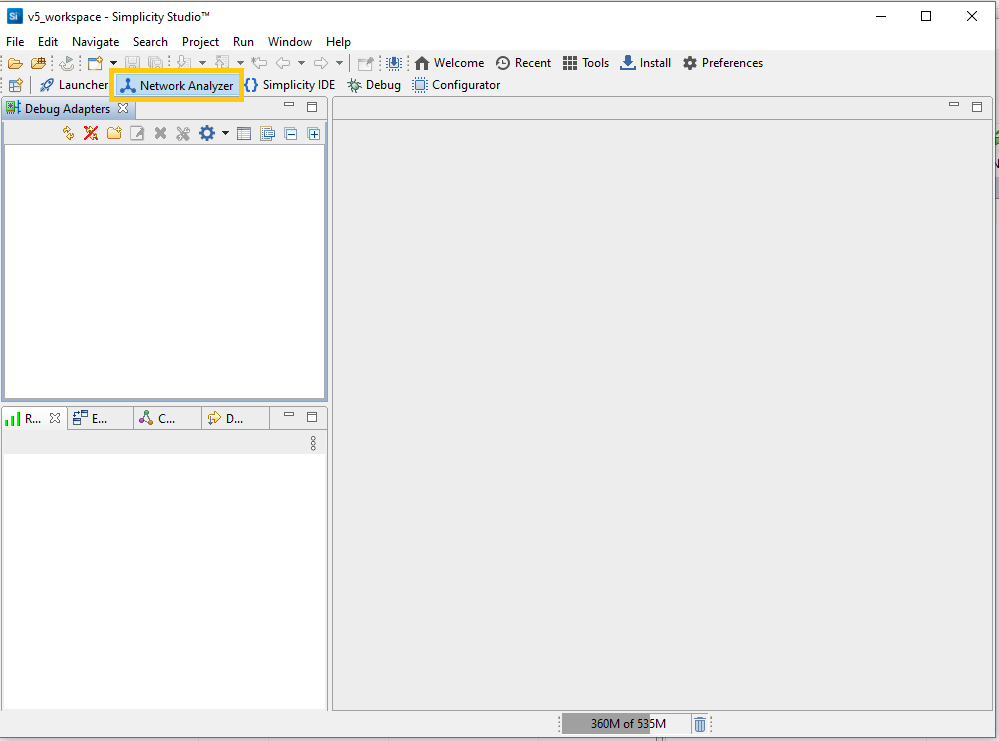 Si v5_workspace - Simplicity Studio™
File Edit Navigate Search Project Run Window Help
Welcome Recent Tools Install Preferences
Launcher Network Analyzer Simplicity IDE Debug Configurator
Debug Adapters
R... E... C... D...
360M of 535M